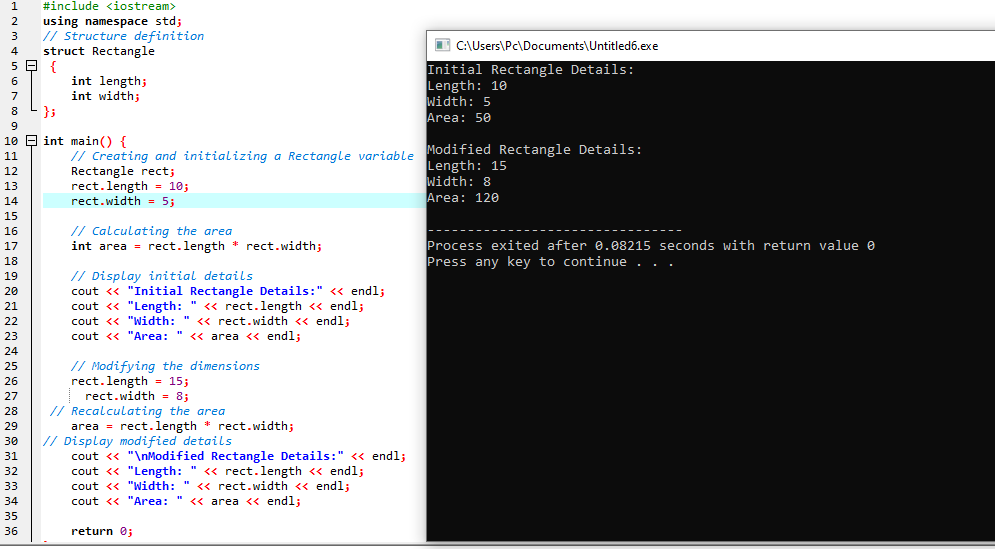 1 #include <iostream>
2 using namespace std;
3 // Structure definition
4 struct Rectangle
5 {
6 int length;
7 int width;
8 };
9
10 int main() {
11 // Creating and initializing a Rectangle variable
12 Rectangle rect;
13 rect.length = 10;
14 rect.width = 5;
15
16 // Calculating the area
17 int area = rect.length * rect.width;
18
19 // Display initial details
20 cout << "Initial Rectangle Details:" << endl;
21 cout << "Length: " << rect.length << endl;
22 cout << "Width: " << rect.width << endl;
23 cout << "Area: " << area << endl;
24
25 // Modifying the dimensions
26 rect.length = 15;
27 rect.width = 8;
28 // Recalculating the area
29 area = rect.length * rect.width;
30 // Display modified details
31 cout << "\nModified Rectangle Details:" << endl;
32 cout << "Length: " << rect.length << endl;
33 cout << "Width: " << rect.width << endl;
34 cout << "Area: " << area << endl;
35
36 return 0;
C:\Users\Pc\Documents\Untitled6.exe
Initial Rectangle Details:
Length: 10
Width: 5
Area: 50
Modified Rectangle Details:
Length: 15
Width: 8
Area: 120
--------------------------------
Process exited after 0.08215 seconds with return value 0
Press any key to continue . . .